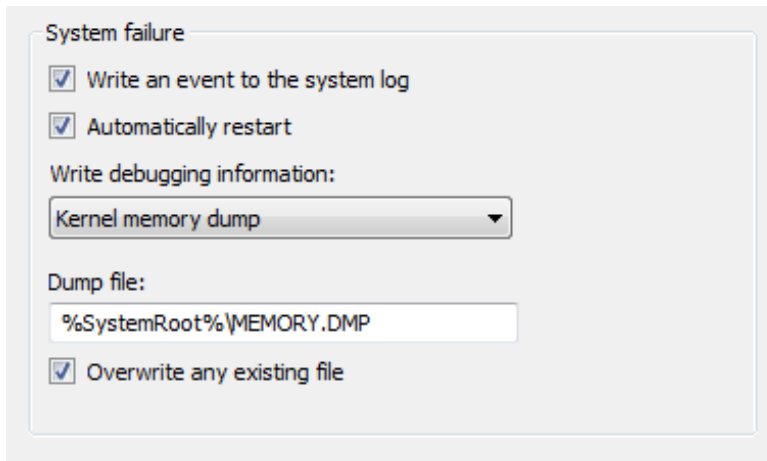 System failure
Write an event to the system log
Automatically restart
Write debugging information:
Kernel memory dump
Dump file:
%SystemRoot%\MEMORY.DMP
Overwrite any existing file